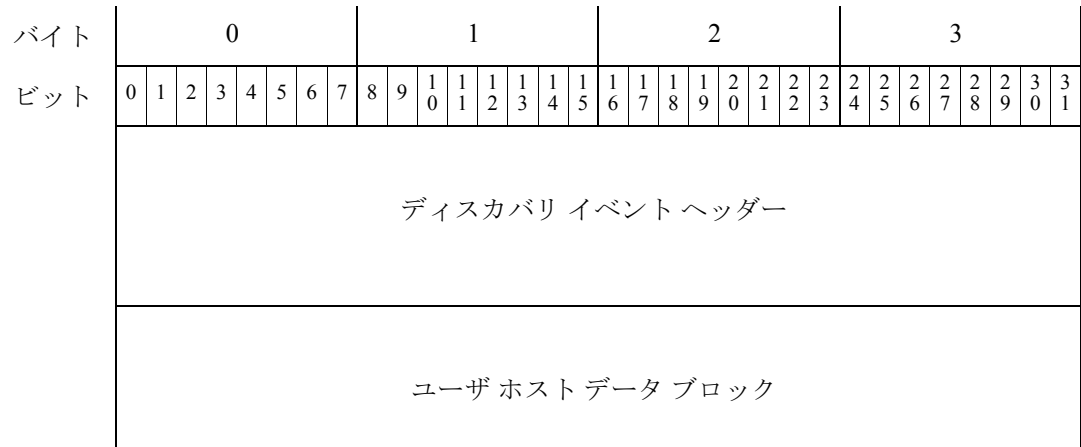 バイト 0 1 2 3
ビット 0 1 2 3 4 5 6 7 8 9 10 11 12 13 14 15 16 17 18 19 20 21 22 23 24 25 26 27 28 29 30 31
ディスカバリ イベント ヘッダー
ユーザ ホスト データ ブロック